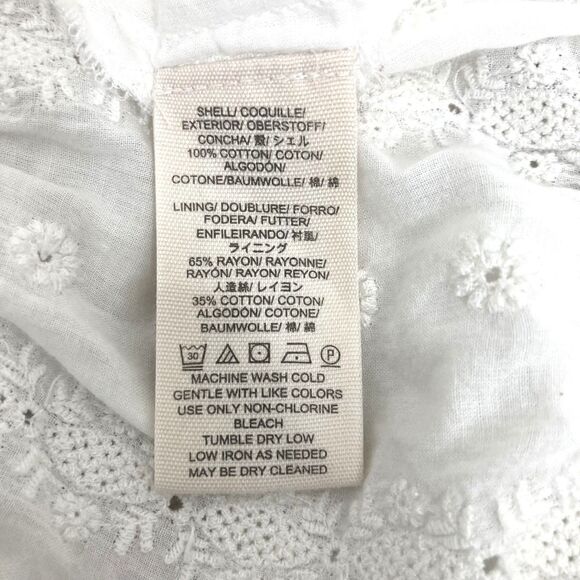 SHELL/ COQUILLE/
EXTERIOR/ OBERSTOFF/
CONCHA/ 殼/ シェル
100% COTTON/ COTON/
ALGODÓN/
COTONE/BAUMWOLLE/ 棉/ 綿
LINING/ DOUBLURE/ FORRO/
FODERA/ FUTTER/
ENFILEIRANDO/ 衬里/
ライニング
65% RAYON/ RAYONNE/
RAYÓN/ RAYON/ REYON/
人造絲/ レイヨン
35% COTTON/ COTON/
ALGODÓN/ COTONE/
BAUMWOLLE/ 棉/ 綿
30 P
MACHINE WASH COLD
GENTLE WITH LIKE COLORS
USE ONLY NON-CHLORINE
BLEACH
TUMBLE DRY LOW
LOW IRON AS NEEDED
MAY BE DRY CLEANED